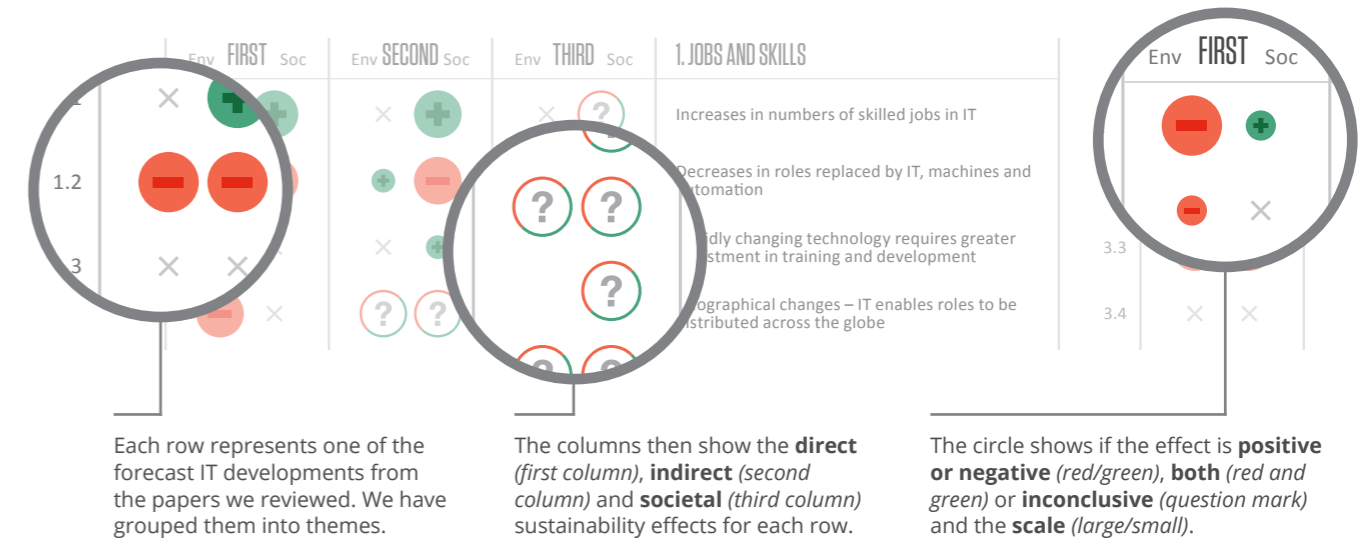 Env FIRST Soc
Env SECOND Soc
Env THIRD Soc
1. JOBS AND SKILLS
Env FIRST Soc
Increases in numbers of skilled jobs in IT
?
1.2
Decreases in roles replaced by IT, machines and
? ?
3
changing technology requires greater
in training and development
3.3
?
? ?
changes – IT enables roles to be
across the globe
3.4
? ?
Each row represents one of the
forecast IT developments from
the papers we reviewed. We have
grouped them into themes.
The columns then show the direct
(first column), indirect (second
column) and societal (third column)
sustainability effects for each row.
The circle shows if the effect is positive
or negative (red/green), both (red and
green) or inconclusive (question mark)
and the scale (large/small).